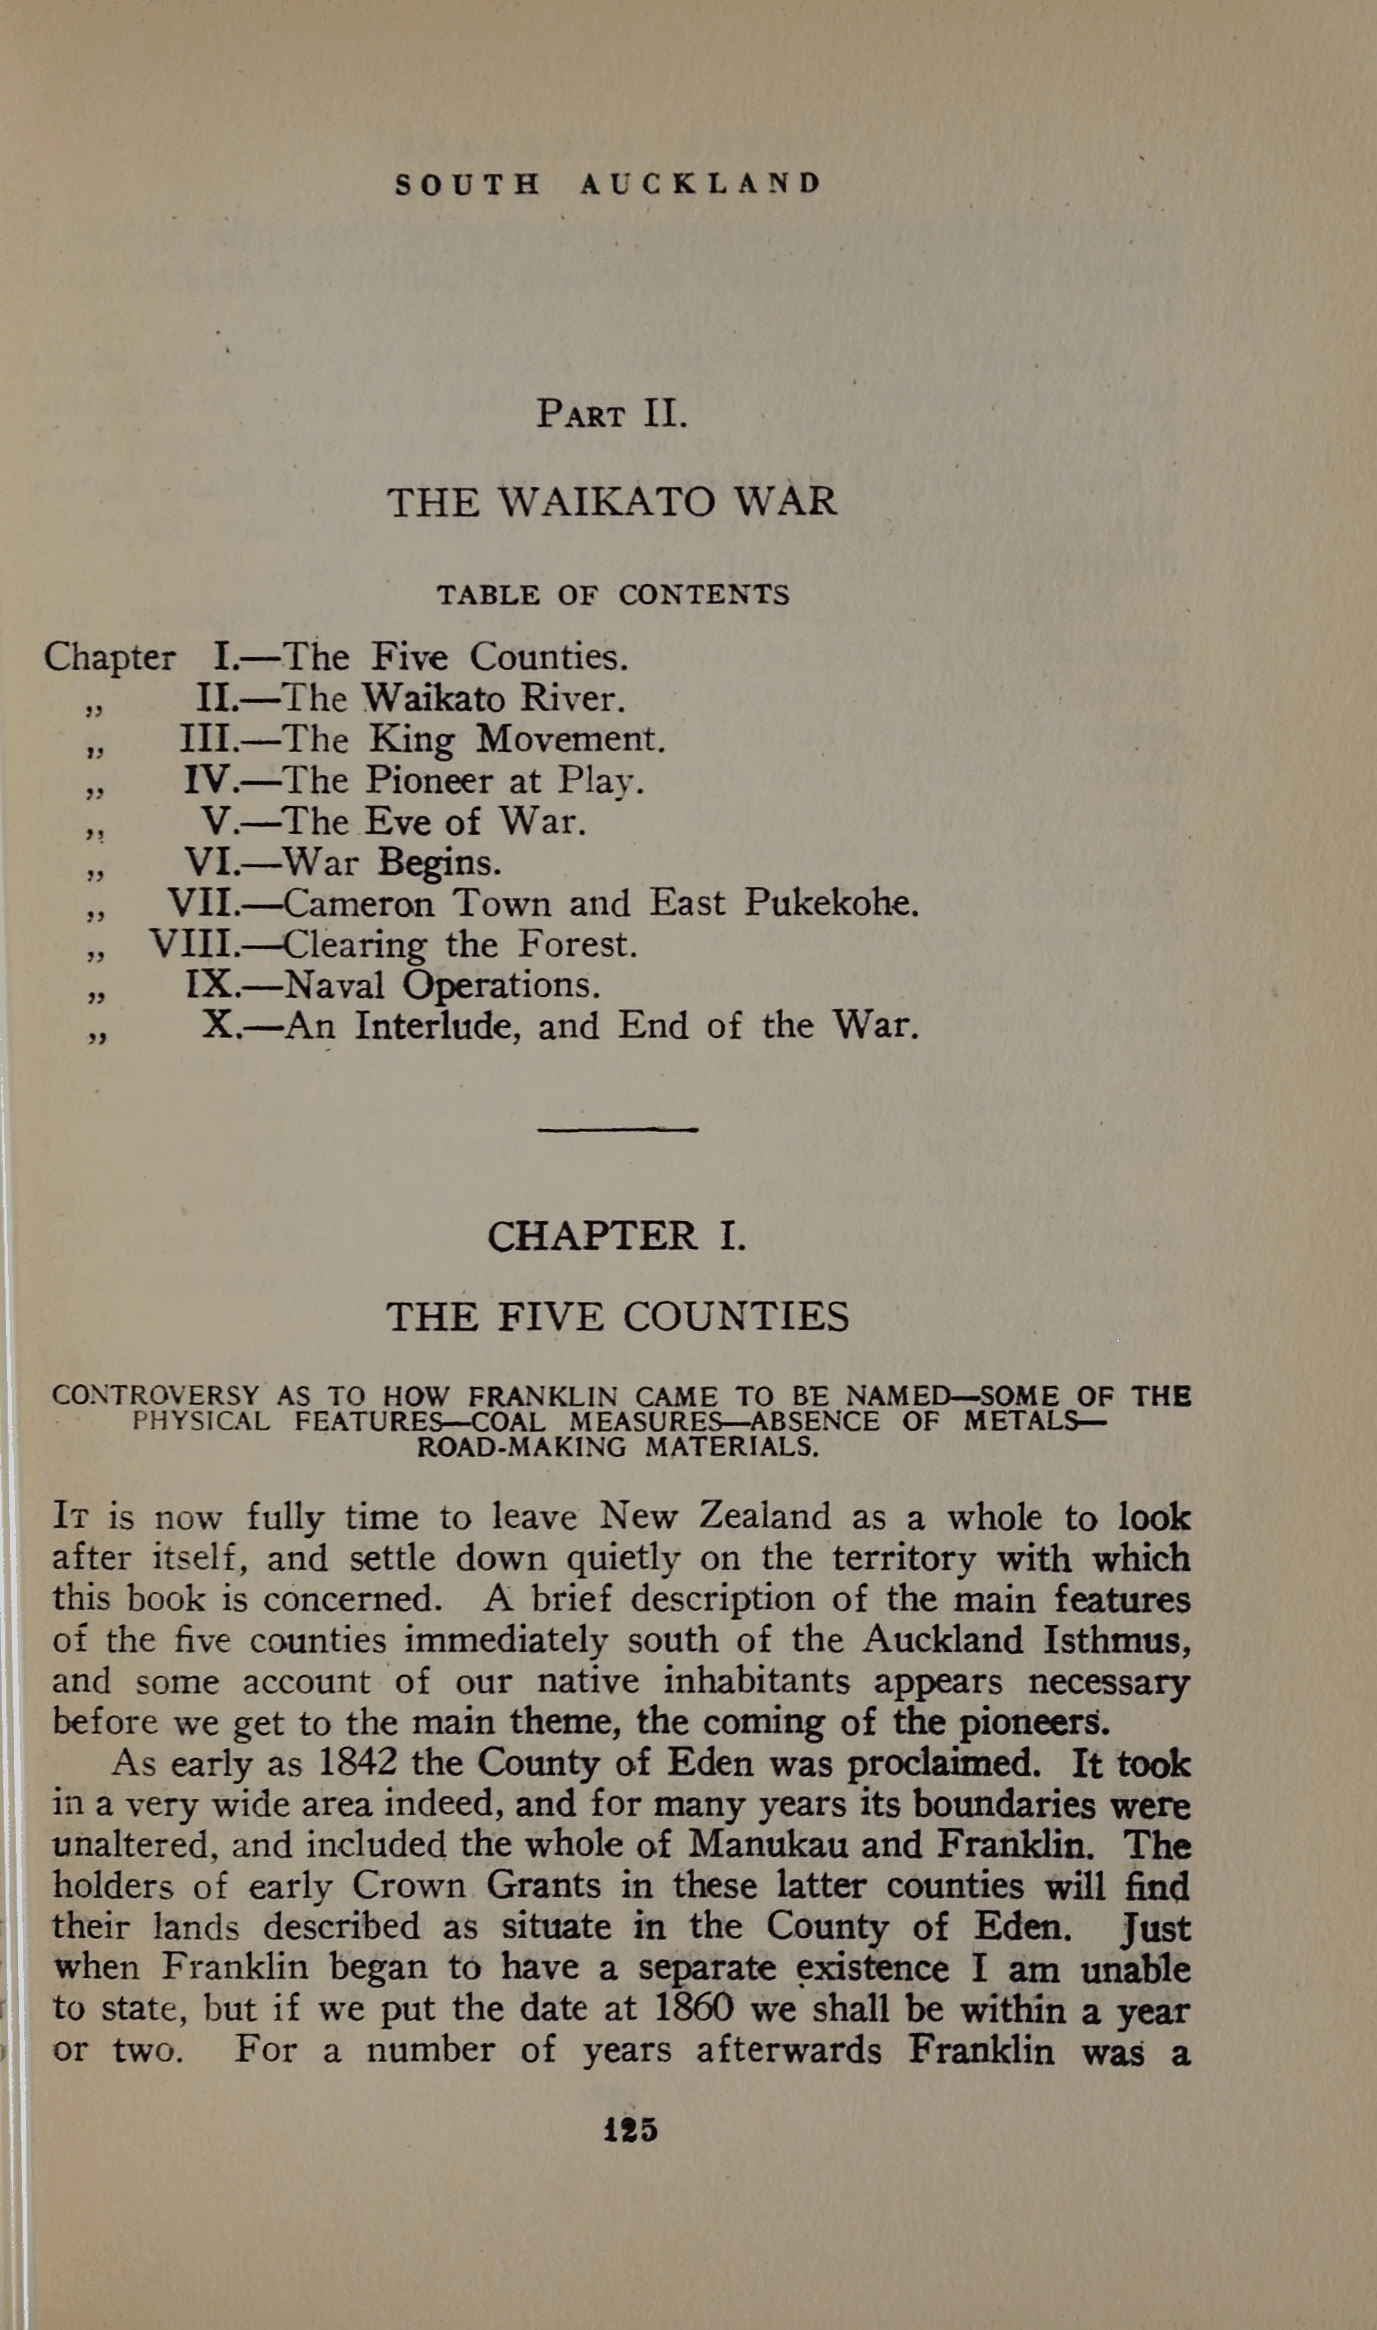 SOUTH AUCKLAND
PART II.
THE WAIKATO WAR
TABLE OF CONTENTS
Chapter I.—The Five Counties.
„ II.—The Waikato River.
„ III.—The King Movement.
„ IV.—The Pioneer at Play.
„ V.—The Eve of War.
„ VI.—War Begins.
„ VII.—Cameron Town and East Pukekohe.
„ VIII.—Clearing the Forest.
„ IX.—Naval Operations.
„ X.—An Interlude, and End of the War.
CHAPTER I.
THE FIVE COUNTIES
CONTROVERSY AS TO HOW FRANKLIN CAME TO BE NAMED—SOME OF THE
PHYSICAL FEATURES—COAL MEASURES—ABSENCE OF METALS—
ROAD-MAKING MATERIALS.
IT is now fully time to leave New Zealand as a whole to look
after itself, and settle down quietly on the territory with which
this book is concerned. A brief description of the main features
of the five counties immediately south of the Auckland Isthmus,
and some account of our native inhabitants appears necessary
before we get to the main theme, the coming of the pioneers.
As early as 1842 the County of Eden was proclaimed. It took
in a very wide area indeed, and for many years its boundaries were
unaltered, and included the whole of Manukau and Franklin. The
holders of early Crown Grants in these latter counties will find
their lands described as situate in the County of Eden. Just
when Franklin began to have a separate existence I am unable
to state, but if we put the date at 1860 we shall be within a year
or two. For a number of years afterwards Franklin was a
125